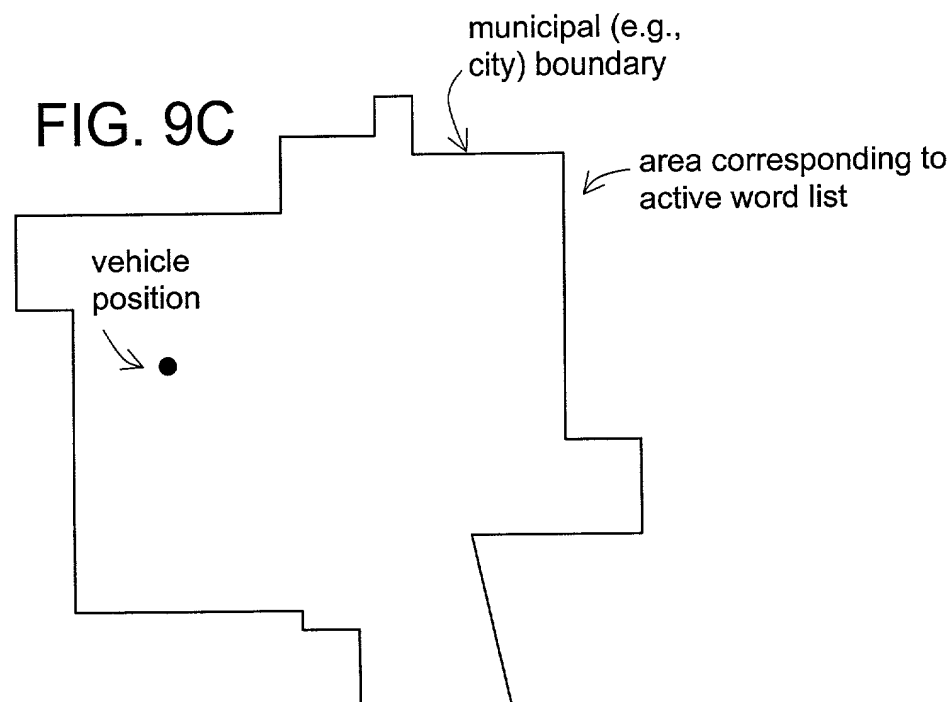 municipal (e.g.,
city) boundary
FIG. 9C
area corresponding to
active word list
vehicle
position